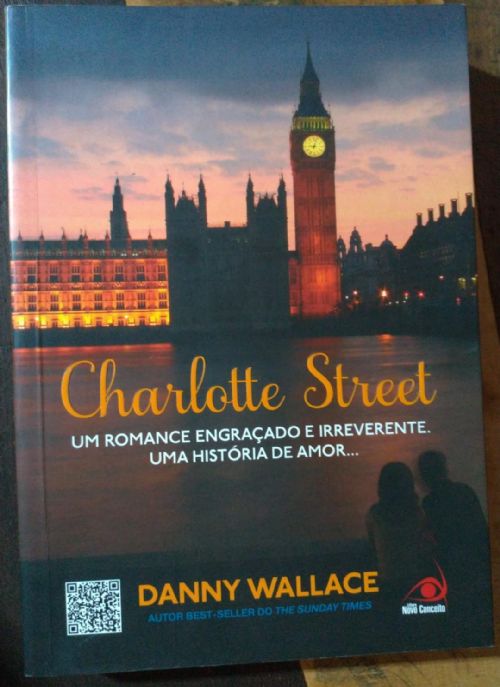 Charlotte Street
UM ROMANCE ENGRAÇADO E IRREVERENTE.
UMA HISTÓRIA DE AMOR...
DANNY WALLACE
AUTOR BEST-SELLER DO THE SUNDAY TIMES
Novo Conceito